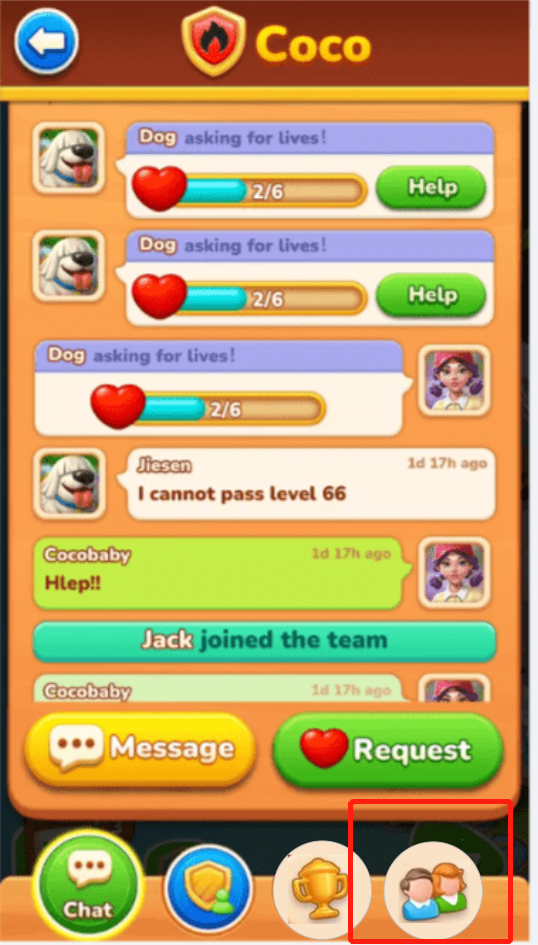 Coco
Dog asking for lives!
2/6
Help
Dog asking for lives!
2/6
Help
Dog asking for lives!
2/6
Jiesen 1d 17h ago
I cannot pass level 66
Cocobaby 1d 17h ago
Hlep!!
Jack joined the team
Cocobaby 1d 17h ago
Message
Request
Chat